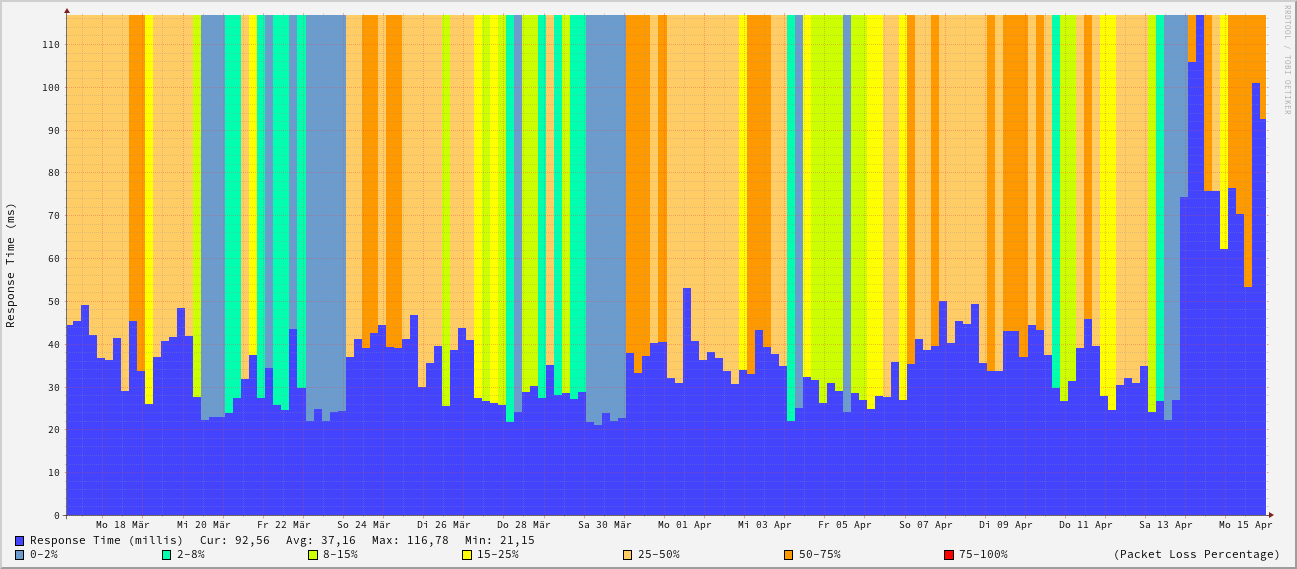 RRDTOOL / TOBI OETIKER
Response Time (ms)
110
100
90
80
70
60
50
40
30
20
10
0
Mo 18 Mär Mi 20 Mär Fr 22 Mär So 24 Mär Di 26 Mär Do 28 Mär Sa 30 Mär Mo 01 Apr Mi 03 Apr Fr 05 Apr So 07 Apr Di 09 Apr Do 11 Apr Sa 13 Apr Mo 15 Apr
Response Time (millis) Cur: 92,56 Avg: 37,16 Max: 116,78 Min: 21,15
0-2% 2-8% 8-15% 15-25% 25-50% 50-75% 75-100% (Packet Loss Percentage)